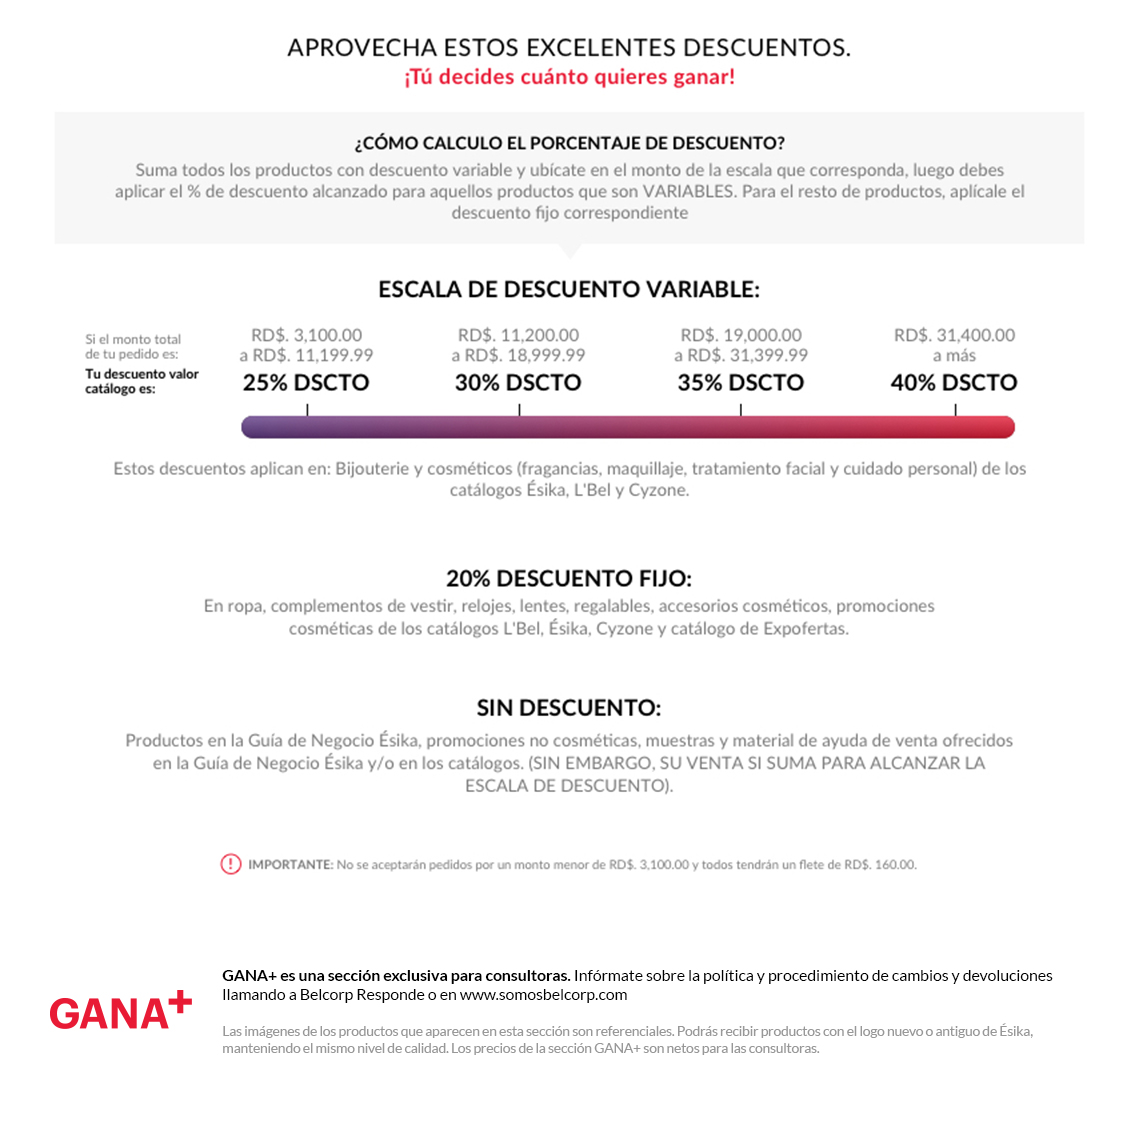 APROVECHA ESTOS EXCELENTES DESCUENTOS.
¡Tú decides cuánto quieres ganar!
¿CÓMO CALCULO EL PORCENTAJE DE DESCUENTO?
Suma todos los productos con descuento variable y ubícate en el monto de la escala que corresponda, luego debes
aplicar el % de descuento alcanzado para aquellos productos que son VARIABLES. Para el resto de productos, aplícale el
descuento fijo correspondiente
ESCALA DE DESCUENTO VARIABLE:
Si el monto total
de tu pedido es:
Tu descuento valor
catálogo es:
RD$. 3,100.00
a RD$. 11,199.99
25% DSCTO
RD$. 11,200.00
a RD$. 18,999.99
30% DSCTO
RD$. 19,000.00
a RD$. 31,399.99
35% DSCTO
RD$. 31,400.00
a más
40% DSCTO
Estos descuentos aplican en: Bijouterie y cosméticos (fragancias, maquillaje, tratamiento facial y cuidado personal) de los
catálogos Ésika, L'Bel y Cyzone.
20% DESCUENTO FIJO:
En ropa, complementos de vestir, relojes, lentes, regalables, accesorios cosméticos, promociones
cosméticas de los catálogos L'Bel, Ésika, Cyzone y catálogo de Expofertas.
SIN DESCUENTO:
Productos en la Guía de Negocio Ésika, promociones no cosméticas, muestras y material de ayuda de venta ofrecidos
en la Guía de Negocio Ésika y/o en los catálogos. (SIN EMBARGO, SU VENTA SI SUMA PARA ALCANZAR LA
ESCALA DE DESCUENTO).
IMPORTANTE: No se aceptarán pedidos por un monto menor de RD$. 3,100.00 y todos tendrán un flete de RD$. 160.00.
GANA+
GANA+ es una sección exclusiva para consultoras. Infórmate sobre la política y procedimiento de cambios y devoluciones
llamando a Belcorp Responde o en www.somosbelcorp.com
Las imágenes de los productos que aparecen en esta sección son referenciales. Podrás recibir productos con el logo nuevo o antiguo de Ésika,
manteniendo el mismo nivel de calidad. Los precios de la sección GANA+ son netos para las consultoras.